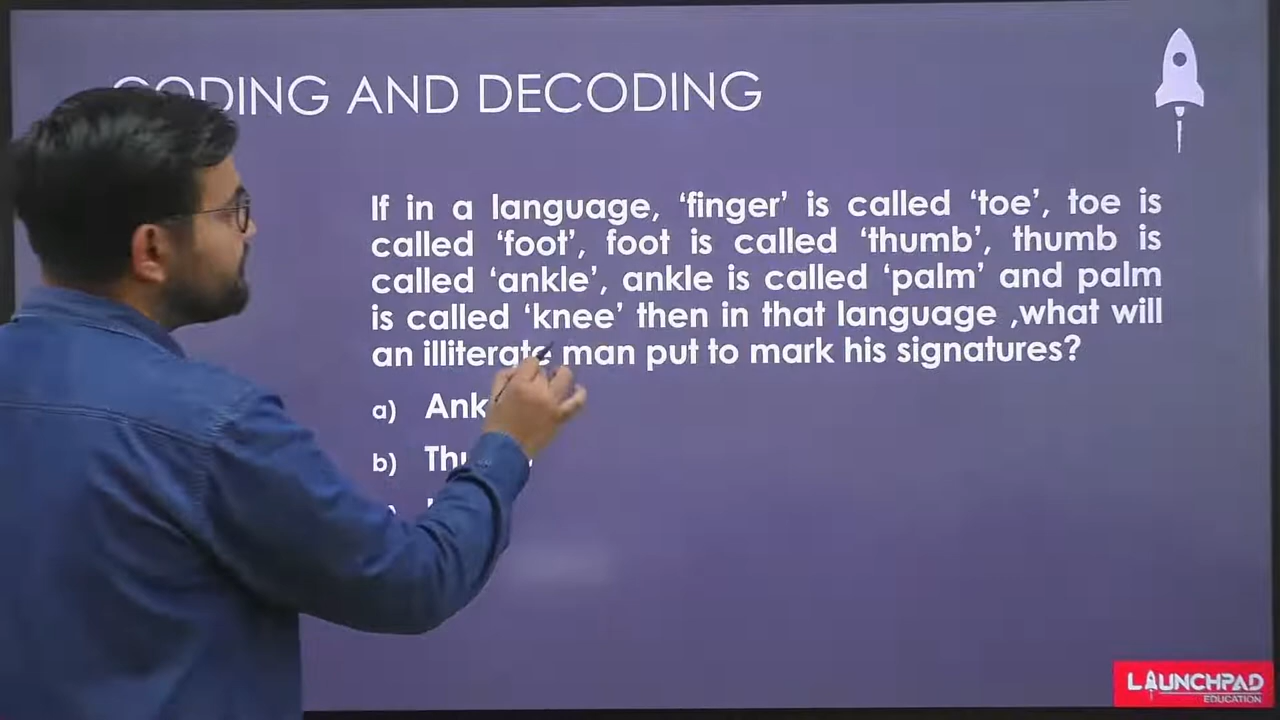 CODING AND DECODING
If in a language, ‘finger’ is called ‘toe’, toe is
called ‘foot’, foot is called ‘thumb’, thumb is
called ‘ankle’, ankle is called ‘palm’ and palm
is called ‘knee’ then in that language ,what will
an illiterate man put to mark his signatures?
a) Ank
b) Thu
LAUNCHPAD
EDUCATION